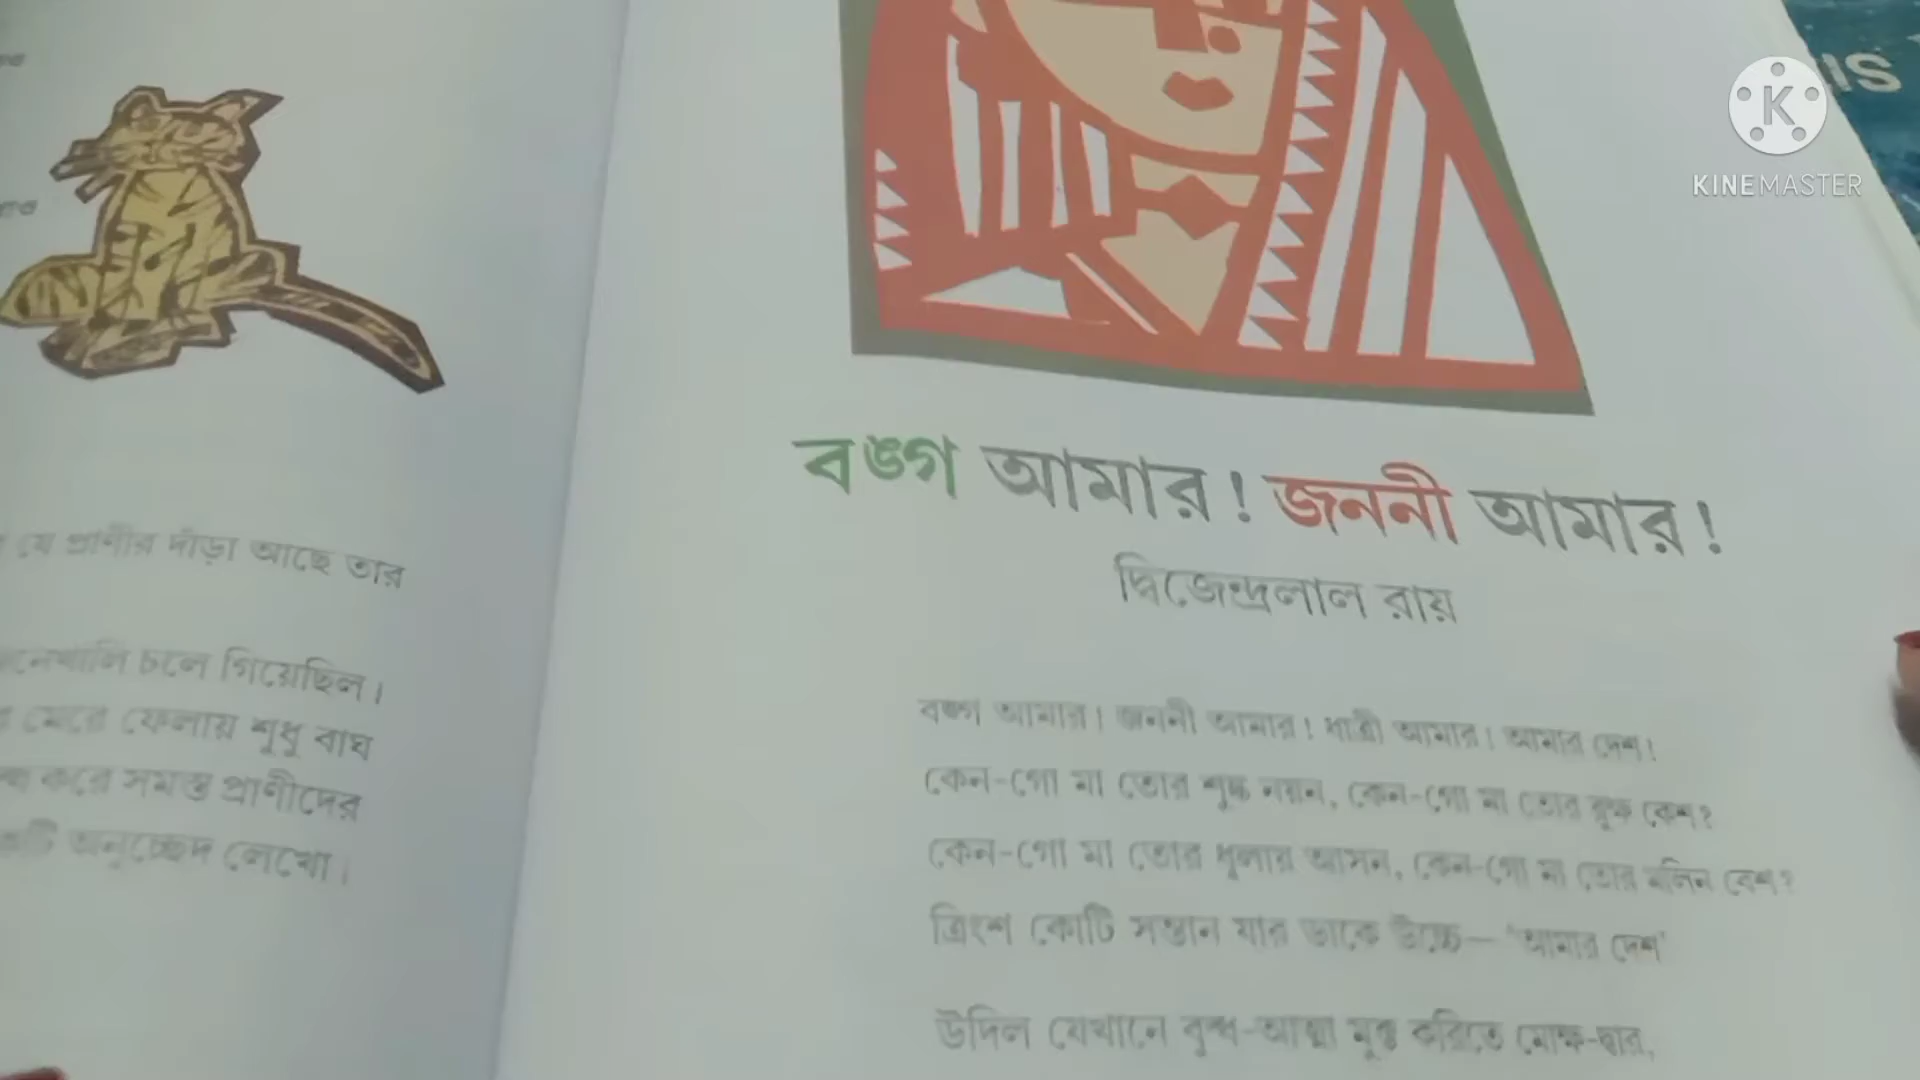 যে প্রাণীর দাঁড়া আছে তার
চলে গিয়েছিল।
মেরে ফেলায় শুধু বাঘ
করে সমস্ত প্রাণীদের
অনুচ্ছেদ লেখো।
বঙ্গ আমার! জননী আমার!
দ্বিজেন্দ্রলাল রায়
বঙ্গ আমার! জননী আমার! ধাত্রী আমার! আমার দেশ!
কেন-গো মা তোর শুষ্ক নয়ন, কেন-গো মা তোর রুক্ষ কেশ?
কেন-গো মা তোর ধূলায় আসন, কেন-গো মা তোর মলিন বেশ?
ত্রিংশ কোটি সন্তান যার ডাকে উচ্চে— 'আমার দেশ'
উদিল যেখানে বুদ্ধ-আত্মা মুক্ত করিতে মোক্ষ-দ্বার,
K
KINEMASTER